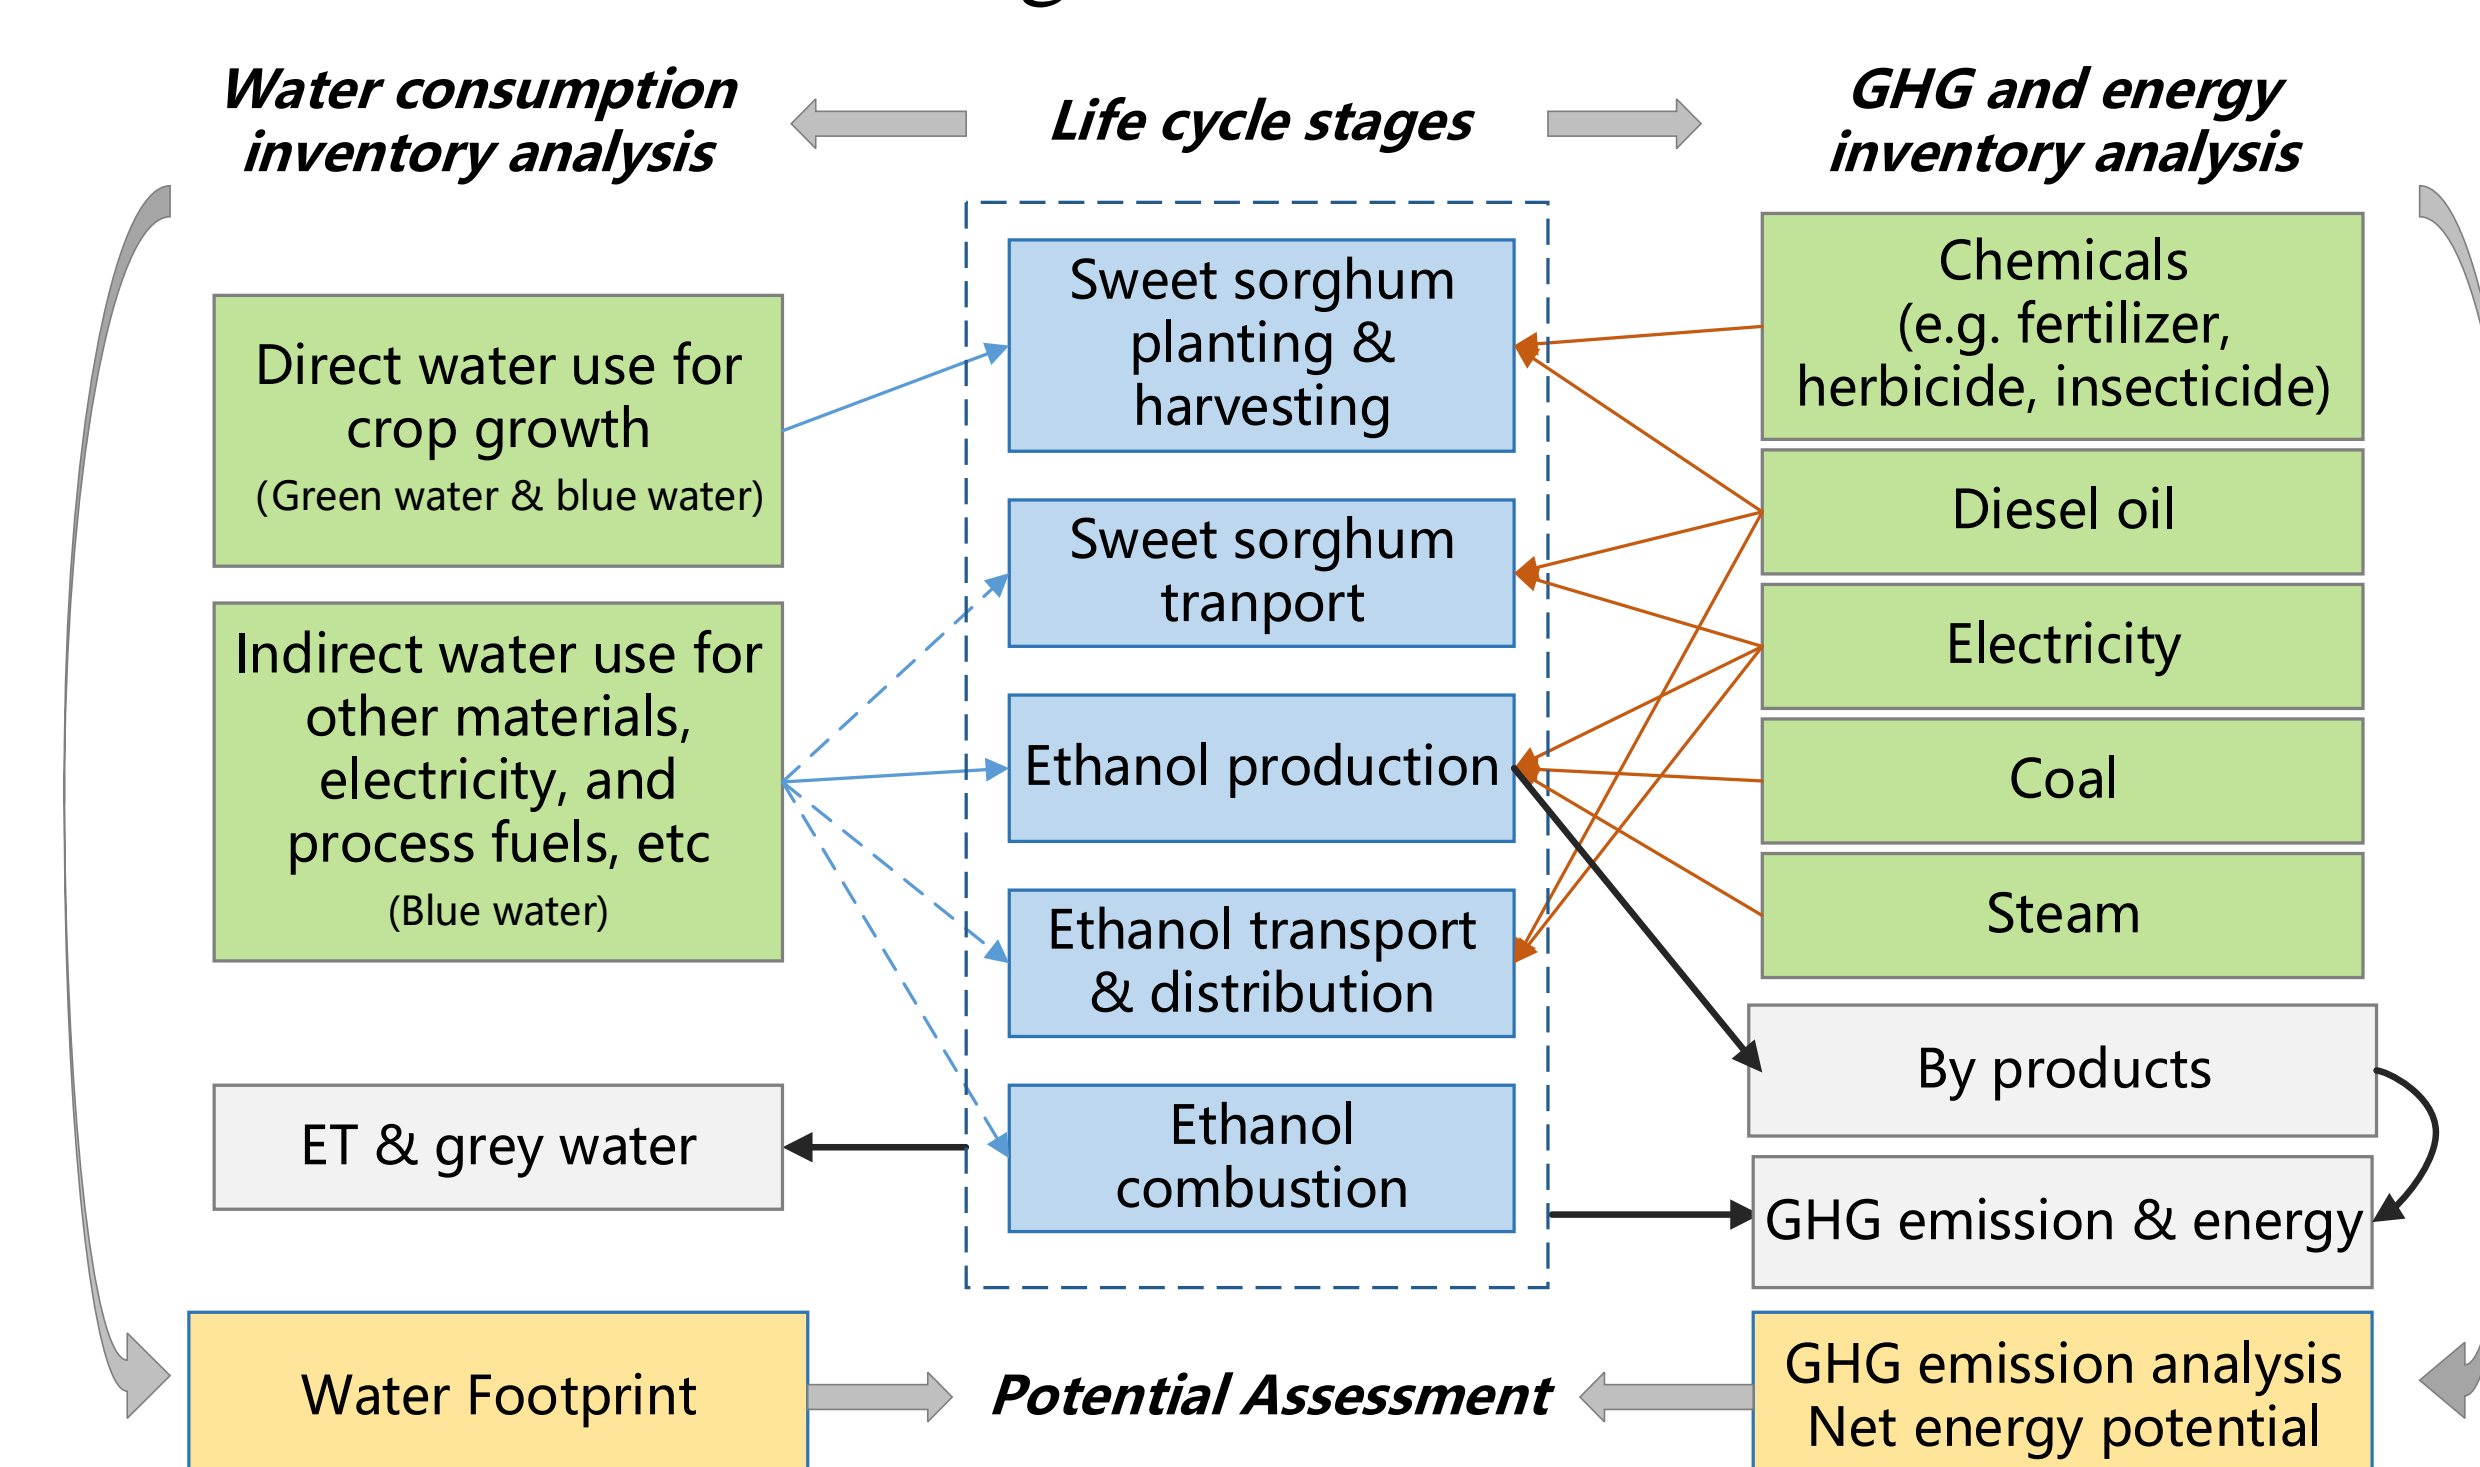 Water consumption
inventory analysis
Life cycle stages
GHG and energy
inventory analysis
Direct water use for
crop growth
(Green water & blue water)
Indirect water use for
other materials,
electricity, and
process fuels, etc
(Blue water)
ET & grey water
Water Footprint
Sweet sorghum
planting &
harvesting
Sweet sorghum
tranport
Ethanol production
Ethanol transport
& distribution
Ethanol
combustion
Potential Assessment
Chemicals
(e.g. fertilizer,
herbicide, insecticide)
Diesel oil
Electricity
Coal
Steam
By products
GHG emission & energy
GHG emission analysis
Net energy potential